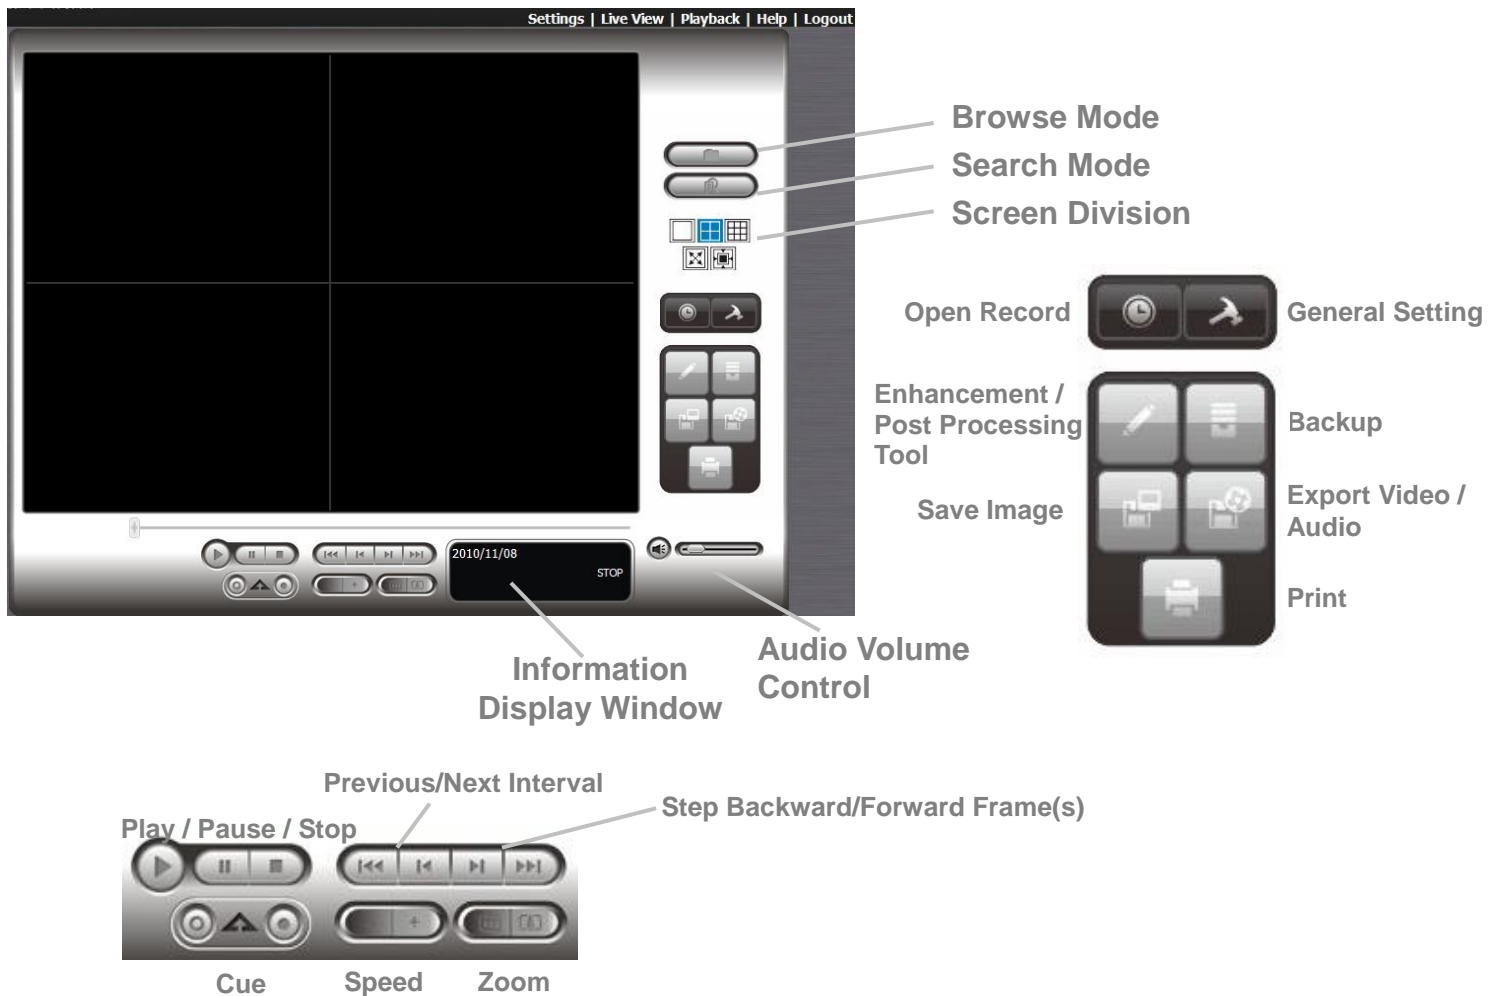 Settings | Live View | Playback | Help | Logout
Browse Mode
Search Mode
Screen Division
Open Record
General Setting
Enhancement /
Post Processing
Tool
Backup
Save Image
Export Video /
Audio
Print
2010/11/08
STOP
Information
Display Window
Audio Volume
Control
Previous/Next Interval
Step Backward/Forward Frame(s)
Play / Pause / Stop
Cue
Speed
Zoom